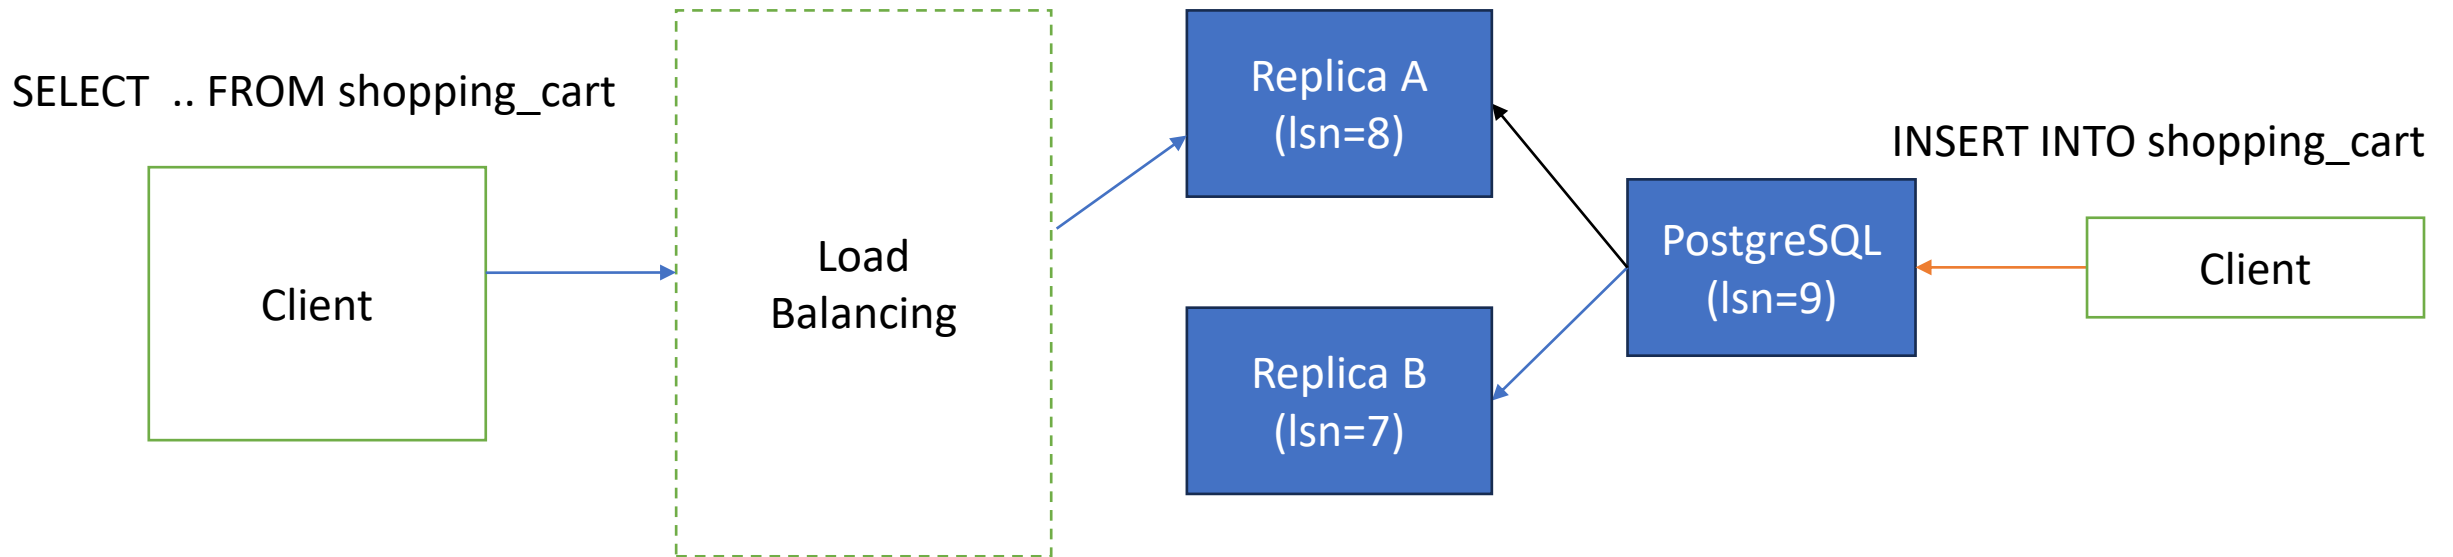 SELECT .. FROM shopping_cart
Client
Load
Balancing
Replica A
(lsn=8)
Replica B
(lsn=7)
PostgreSQL
(lsn=9)
INSERT INTO shopping_cart
Client